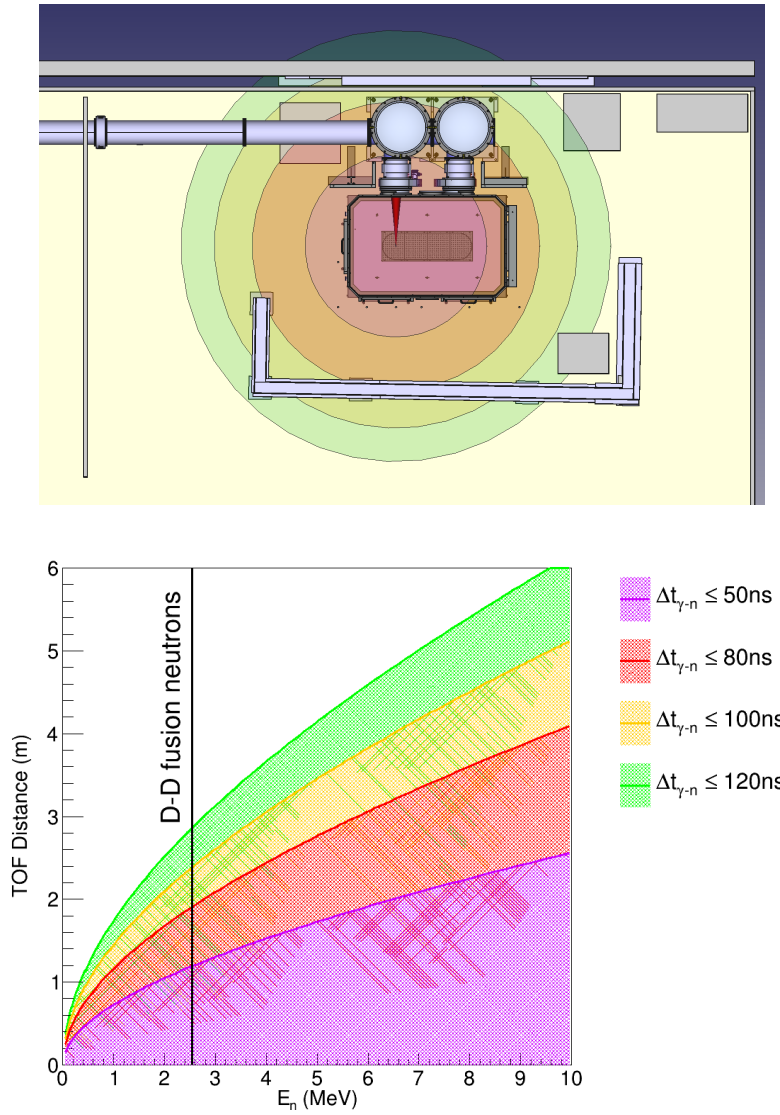 6
5
4
3
2
1
0
0
1
2
3
4
5
6
7
8
9
10
TOF Distance (m)
E_n (MeV)
D-D fusion neutrons
Δt_γ-n ≤ 50ns
Δt_γ-n ≤ 80ns
Δt_γ-n ≤ 100ns
Δt_γ-n ≤ 120ns